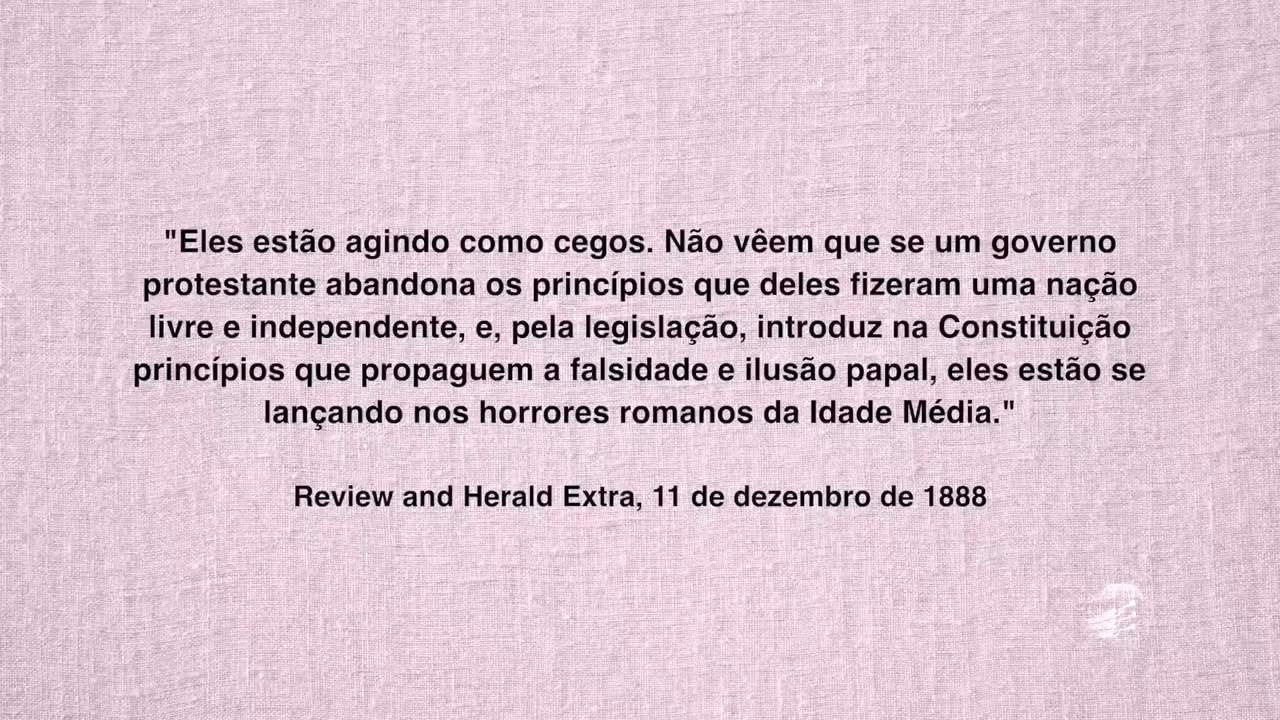 "Eles estão agindo como cegos. Não vêem que se um governo
protestante abandona os princípios que deles fizeram uma nação
livre e independente, e, pela legislação, introduz na Constituição
princípios que propaguem a falsidade e ilusão papal, eles estão se
lançando nos horrores romanos da Idade Média."
Review and Herald Extra, 11 de dezembro de 1888